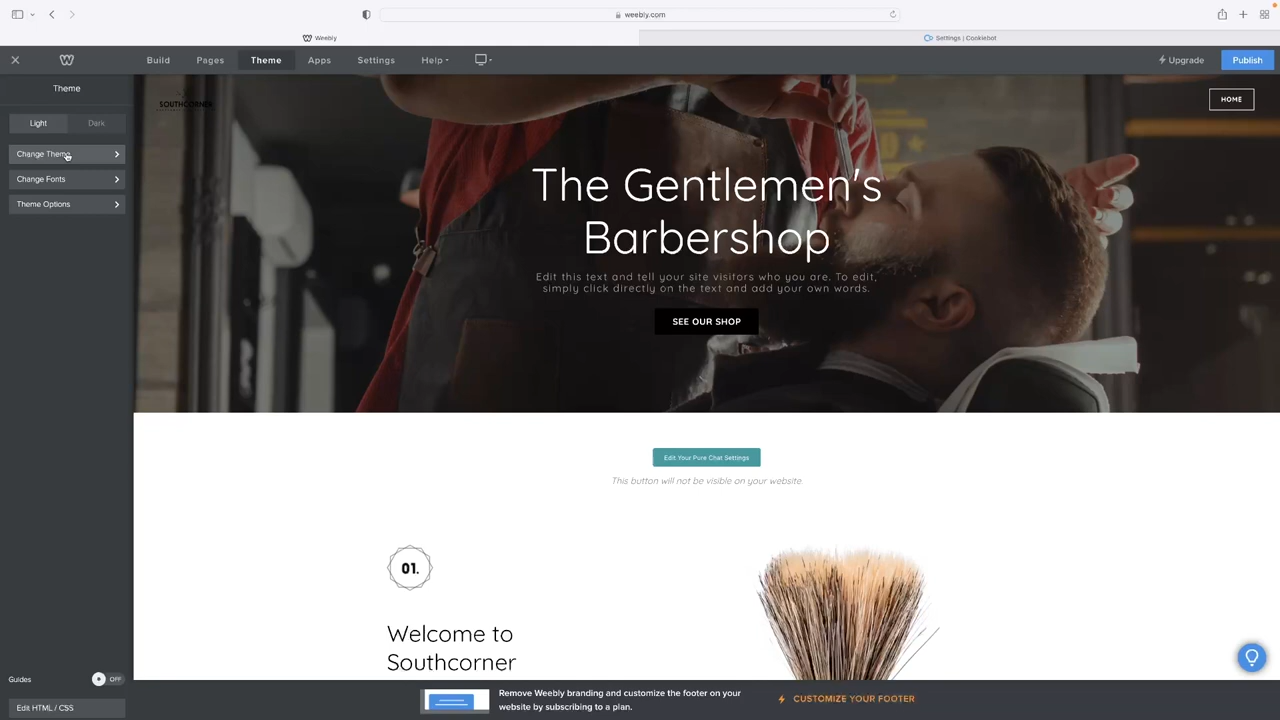 weebly.com
Weebly
Settings | Cookiebot
Build Pages Theme Apps Settings Help
Upgrade
Publish
Theme
Light Dark
Change Theme
Change Fonts
Theme Options
SOUTHCORNER
HOME
The Gentlemen's
Barbershop
Edit this text and tell your site visitors who you are. To edit,
simply click directly on the text and add your own words.
SEE OUR SHOP
Edit Your Pure Chat Settings
This button will not be visible on your website.
01.
Welcome to
Southcorner
Guides OFF
Edit HTML / CSS
Remove Weebly branding and customize the footer on your
website by subscribing to a plan.
CUSTOMIZE YOUR FOOTER